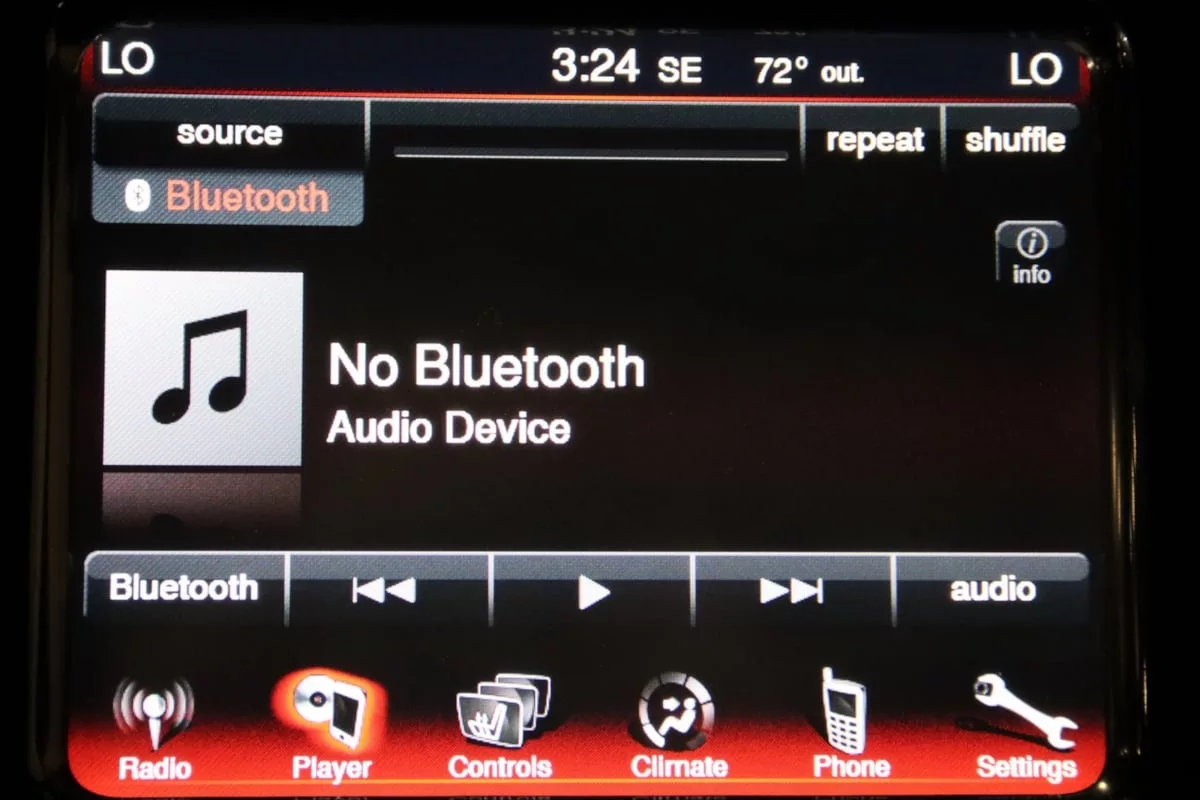 LO 3:24 SE 72° out. LO
source repeat shuffle
Bluetooth
info
No Bluetooth
Audio Device
Bluetooth audio
Radio Player Controls Climate Phone Settings